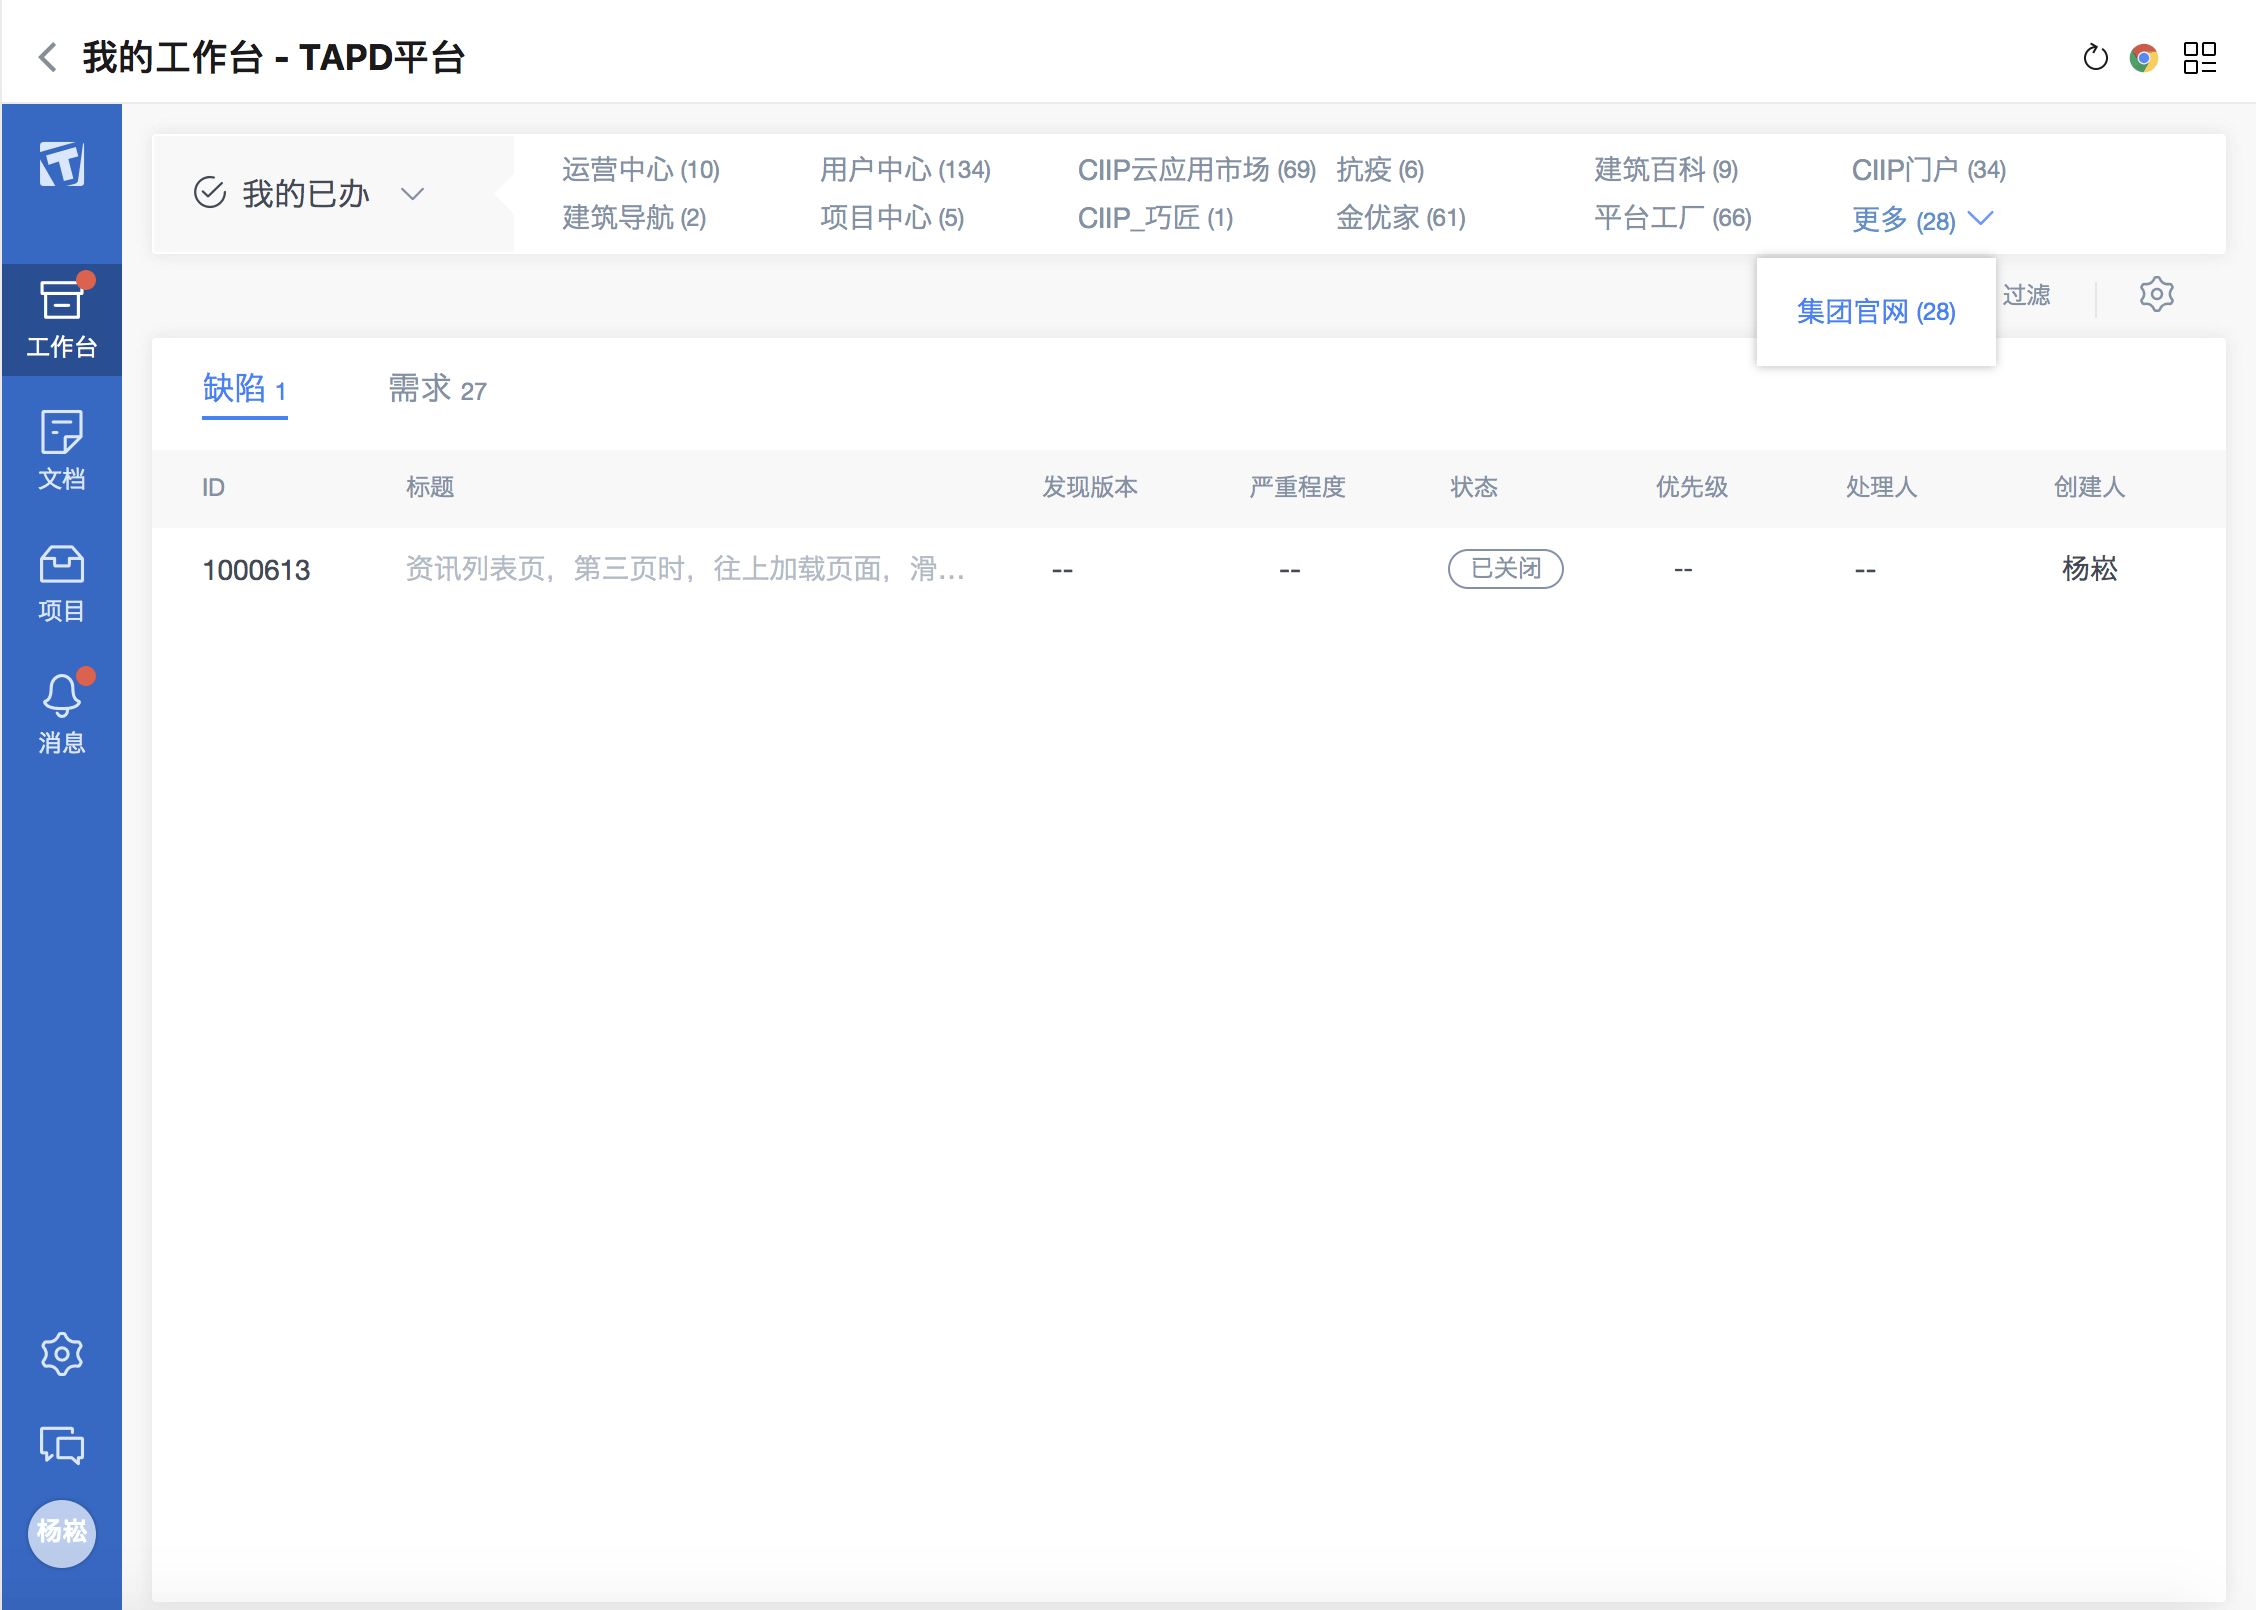 我的工作台 - TAPD平台
我的已办
运营中心 (10)
用户中心 (134)
CIIP云应用市场 (69)
抗疫 (6)
建筑百科 (9)
CIIP门户 (34)
建筑导航 (2)
项目中心 (5)
CIIP_巧匠 (1)
金优家 (61)
平台工厂 (66)
更多 (28)
集团官网 (28)
过滤
工作台
文档
项目
消息
杨崧
缺陷 1
需求 27
ID 标题 发现版本 严重程度 状态 优先级 处理人 创建人
1000613 资讯列表页，第三页时，往上加载页面，滑... -- -- 已关闭 -- -- 杨崧